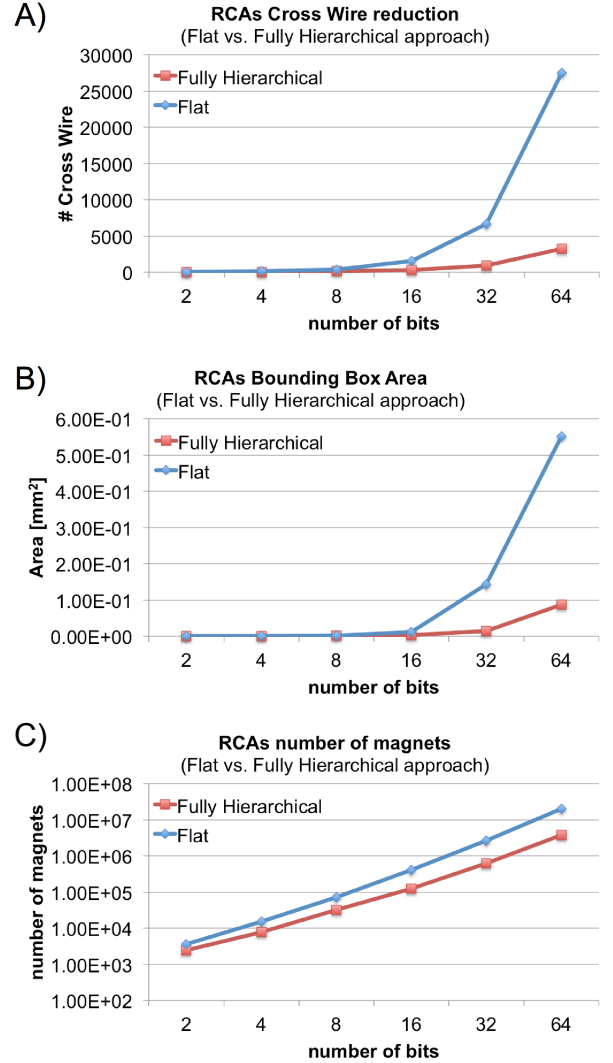 A)
RCAs Cross Wire reduction
(Flat vs. Fully Hierarchical approach)
30000
25000
20000
15000
10000
5000
0
# Cross Wire
Fully Hierarchical
Flat
2 4 8 16 32 64
number of bits
B)
RCAs Bounding Box Area
(Flat vs. Fully Hierarchical approach)
6.00E-01
5.00E-01
4.00E-01
3.00E-01
2.00E-01
1.00E-01
0.00E+00
Area [mm²]
Fully Hierarchical
Flat
2 4 8 16 32 64
number of bits
C)
RCAs number of magnets
(Flat vs. Fully Hierarchical approach)
1.00E+08
1.00E+07
1.00E+06
1.00E+05
1.00E+04
1.00E+03
1.00E+02
number of magnets
Fully Hierarchical
Flat
2 4 8 16 32 64
number of bits